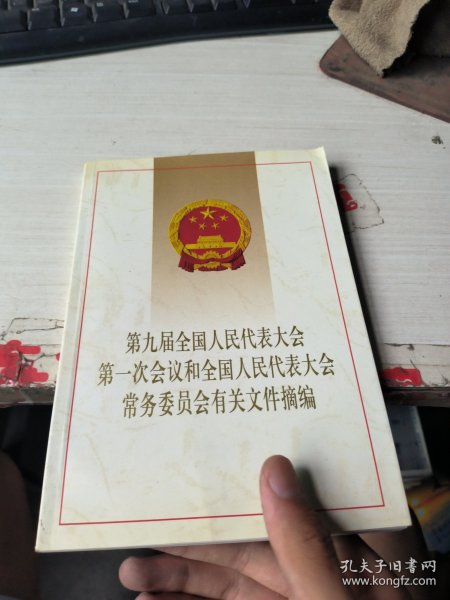 第九届全国人民代表大会
第一次会议和全国人民代表大会
常务委员会有关文件摘编
孔夫子旧书网
www.kongfz.com